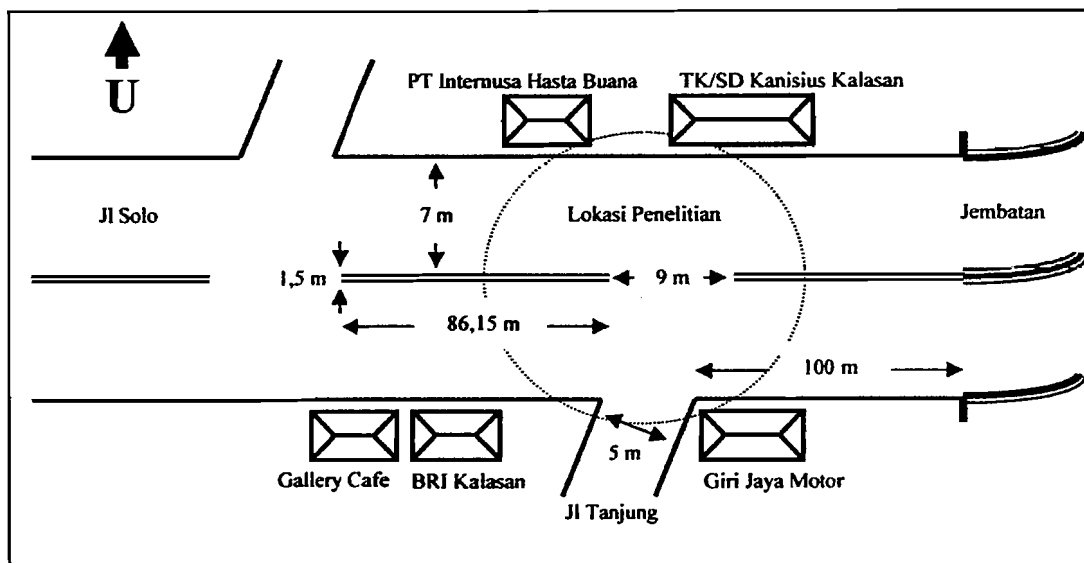 U
PT Internusa Hasta Buana
TK/SD Kanisius Kalasan
Jl Solo
7 m
Lokasi Penelitian
Jembatan
1,5 m
9 m
86,15 m
100 m
5 m
Gallery Cafe
BRI Kalasan
Giri Jaya Motor
Jl Tanjung